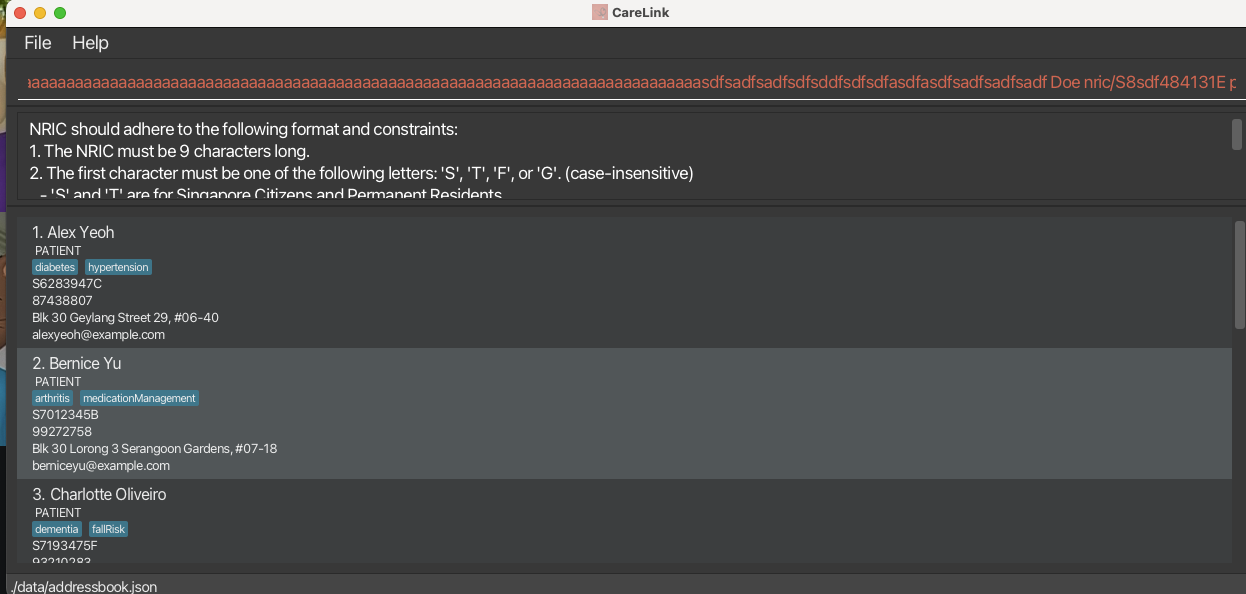 CareLink
File Help
aaaaaaaaaaaaaaaaaaaaaaaaaaaaaaaaaaaaaaaaaaaaaaaaaaaaaaaaaaaaaaaaaaaaaaaaaaaaaasdfsadfsadfsdfsddfsdfsdfasdfasdfsadfsadfsadf Doe nric/S8sdf484131E p
NRIC should adhere to the following format and constraints:
1. The NRIC must be 9 characters long.
2. The first character must be one of the following letters: 'S', 'T', 'F', or 'G'. (case-insensitive)
- 'S' and 'T' are for Singapore Citizens and Permanent Residents
1. Alex Yeoh
PATIENT
diabetes hypertension
S6283947C
87438807
Blk 30 Geylang Street 29, #06-40
alexyeoh@example.com
2. Bernice Yu
PATIENT
arthritis medicationManagement
S7012345B
99272758
Blk 30 Lorong 3 Serangoon Gardens, #07-18
berniceyu@example.com
3. Charlotte Oliveiro
PATIENT
dementia fallRisk
S7193475F
93210283
./data/addressbook.json